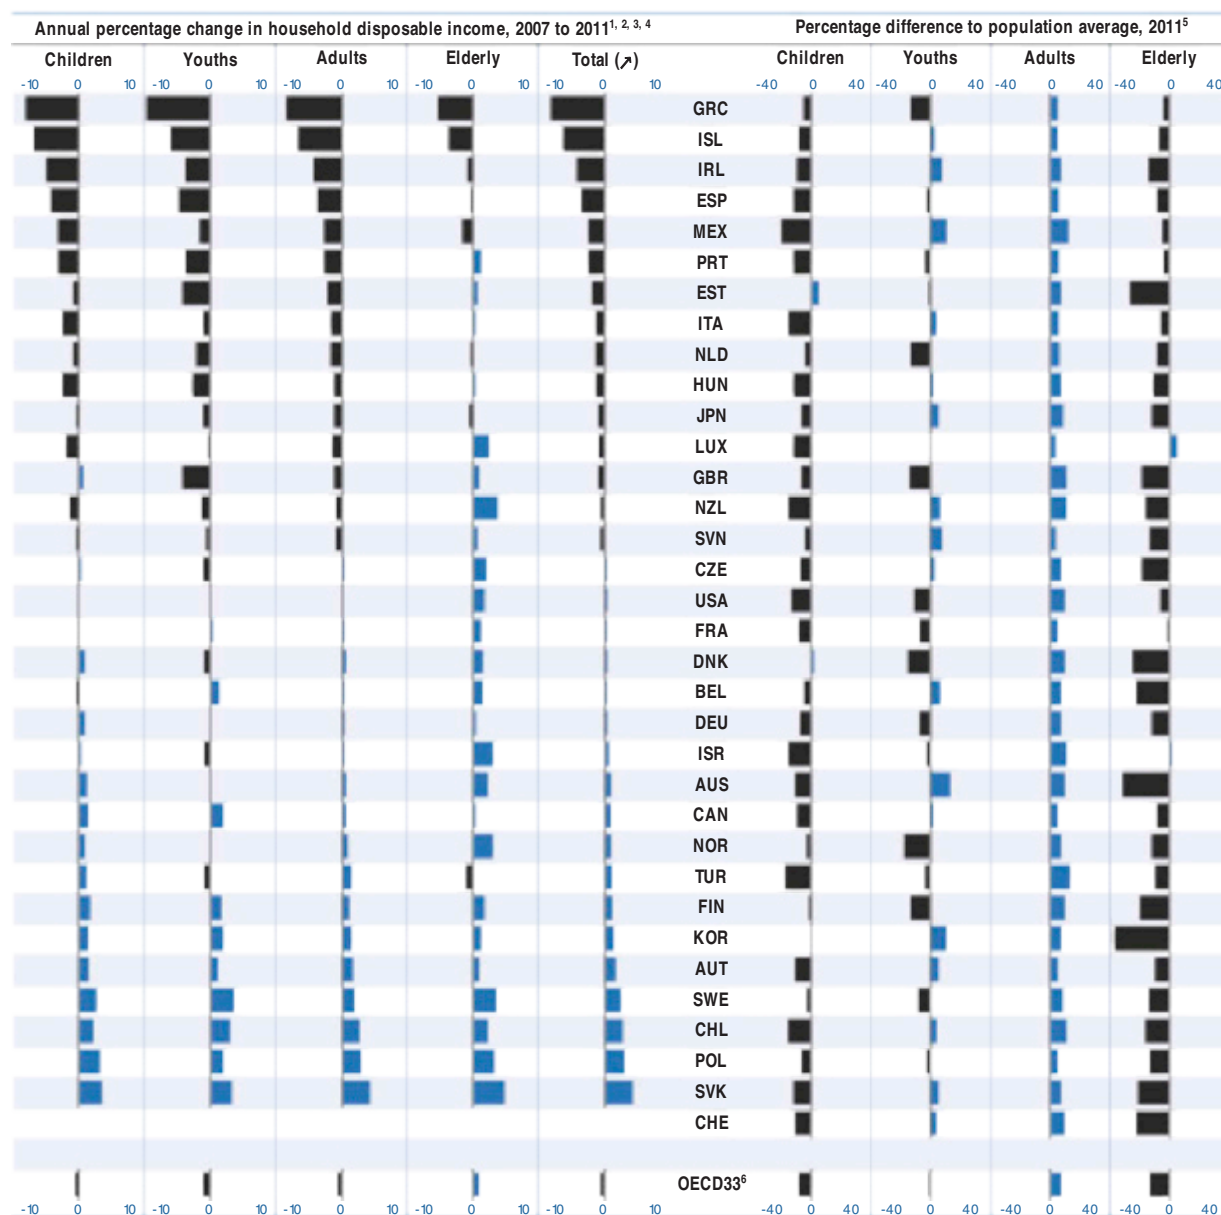 Annual percentage change in household disposable income, 2007 to 2011¹, ², ³, ⁴ Percentage difference to population average, 2011⁵
Children Youths Adults Elderly Total (↗) Children Youths Adults Elderly
-10 0 10 -10 0 10 -10 0 10 -10 0 10 -10 0 10 -40 0 40 -40 0 40 -40 0 40 -40 0 40
GRC
ISL
IRL
ESP
MEX
PRT
EST
ITA
NLD
HUN
JPN
LUX
GBR
NZL
SVN
CZE
USA
FRA
DNK
BEL
DEU
ISR
AUS
CAN
NOR
TUR
FIN
KOR
AUT
SWE
CHL
POL
SVK
CHE
OECD33⁶
-10 0 10 -10 0 10 -10 0 10 -10 0 10 -10 0 10 -40 0 40 -40 0 40 -40 0 40 -40 0 40